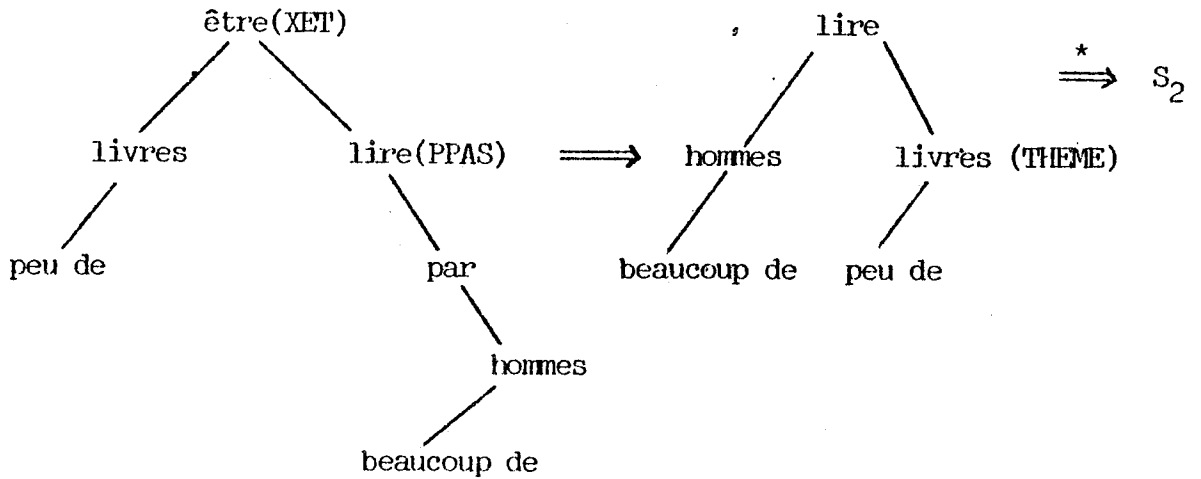 être(XET) lire
* ⟹ S2
livres lire(PPAS) ⟹ hommes livres (THEME)
peu de par beaucoup de peu de
hommes
beaucoup de